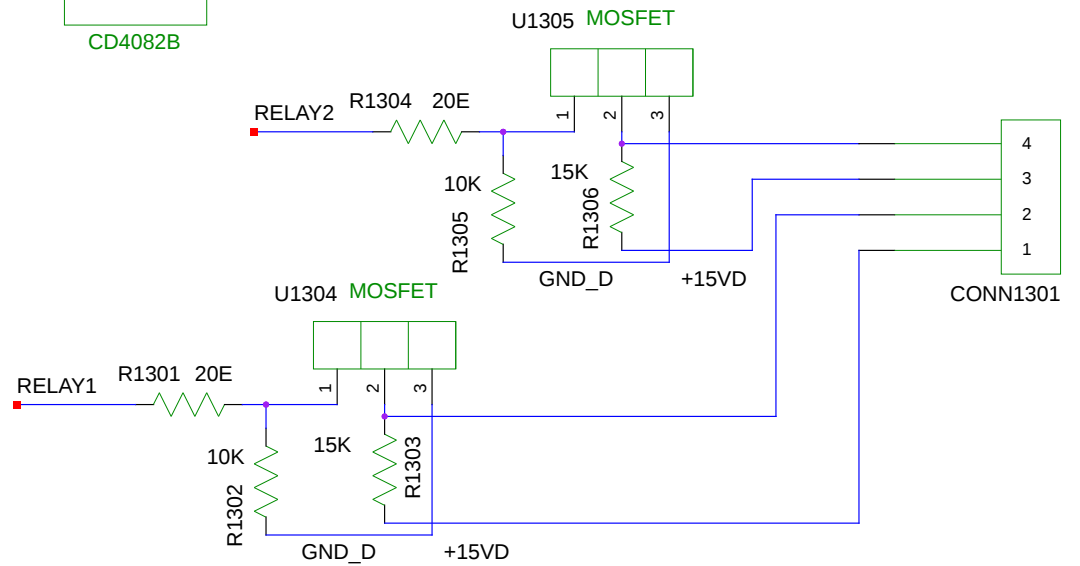 CD4082B
U1305 MOSFET
1 2 3
RELAY2
R1304 20E
10K
R1305
15K
R1306
GND_D
+15VD
4
3
2
1
CONN1301
U1304 MOSFET
1 2 3
RELAY1
R1301 20E
10K
R1302
15K
R1303
GND_D
+15VD